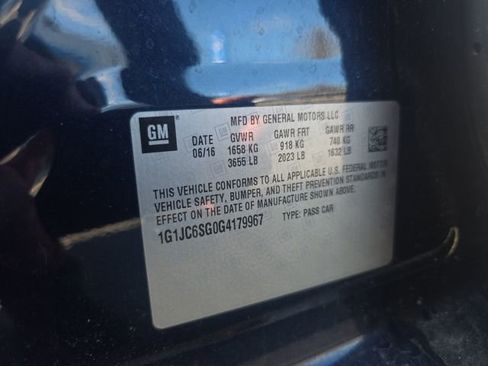 GM
MFD BY GENERAL MOTORS LLC
DATE GVWR GAWR FRT GAWR RR
06/16 1658 KG 918 KG 740 KG
3655 LB 2023 LB 1632 LB
THIS VEHICLE CONFORMS TO ALL APPLICABLE U.S. FEDERAL MOTOR
VEHICLE SAFETY, BUMPER, AND THEFT PREVENTION STANDARDS IN
EFFECT ON THE DATE OF MANUFACTURE SHOWN ABOVE.
1G1JC6SG0G4179967 TYPE: PASS CAR